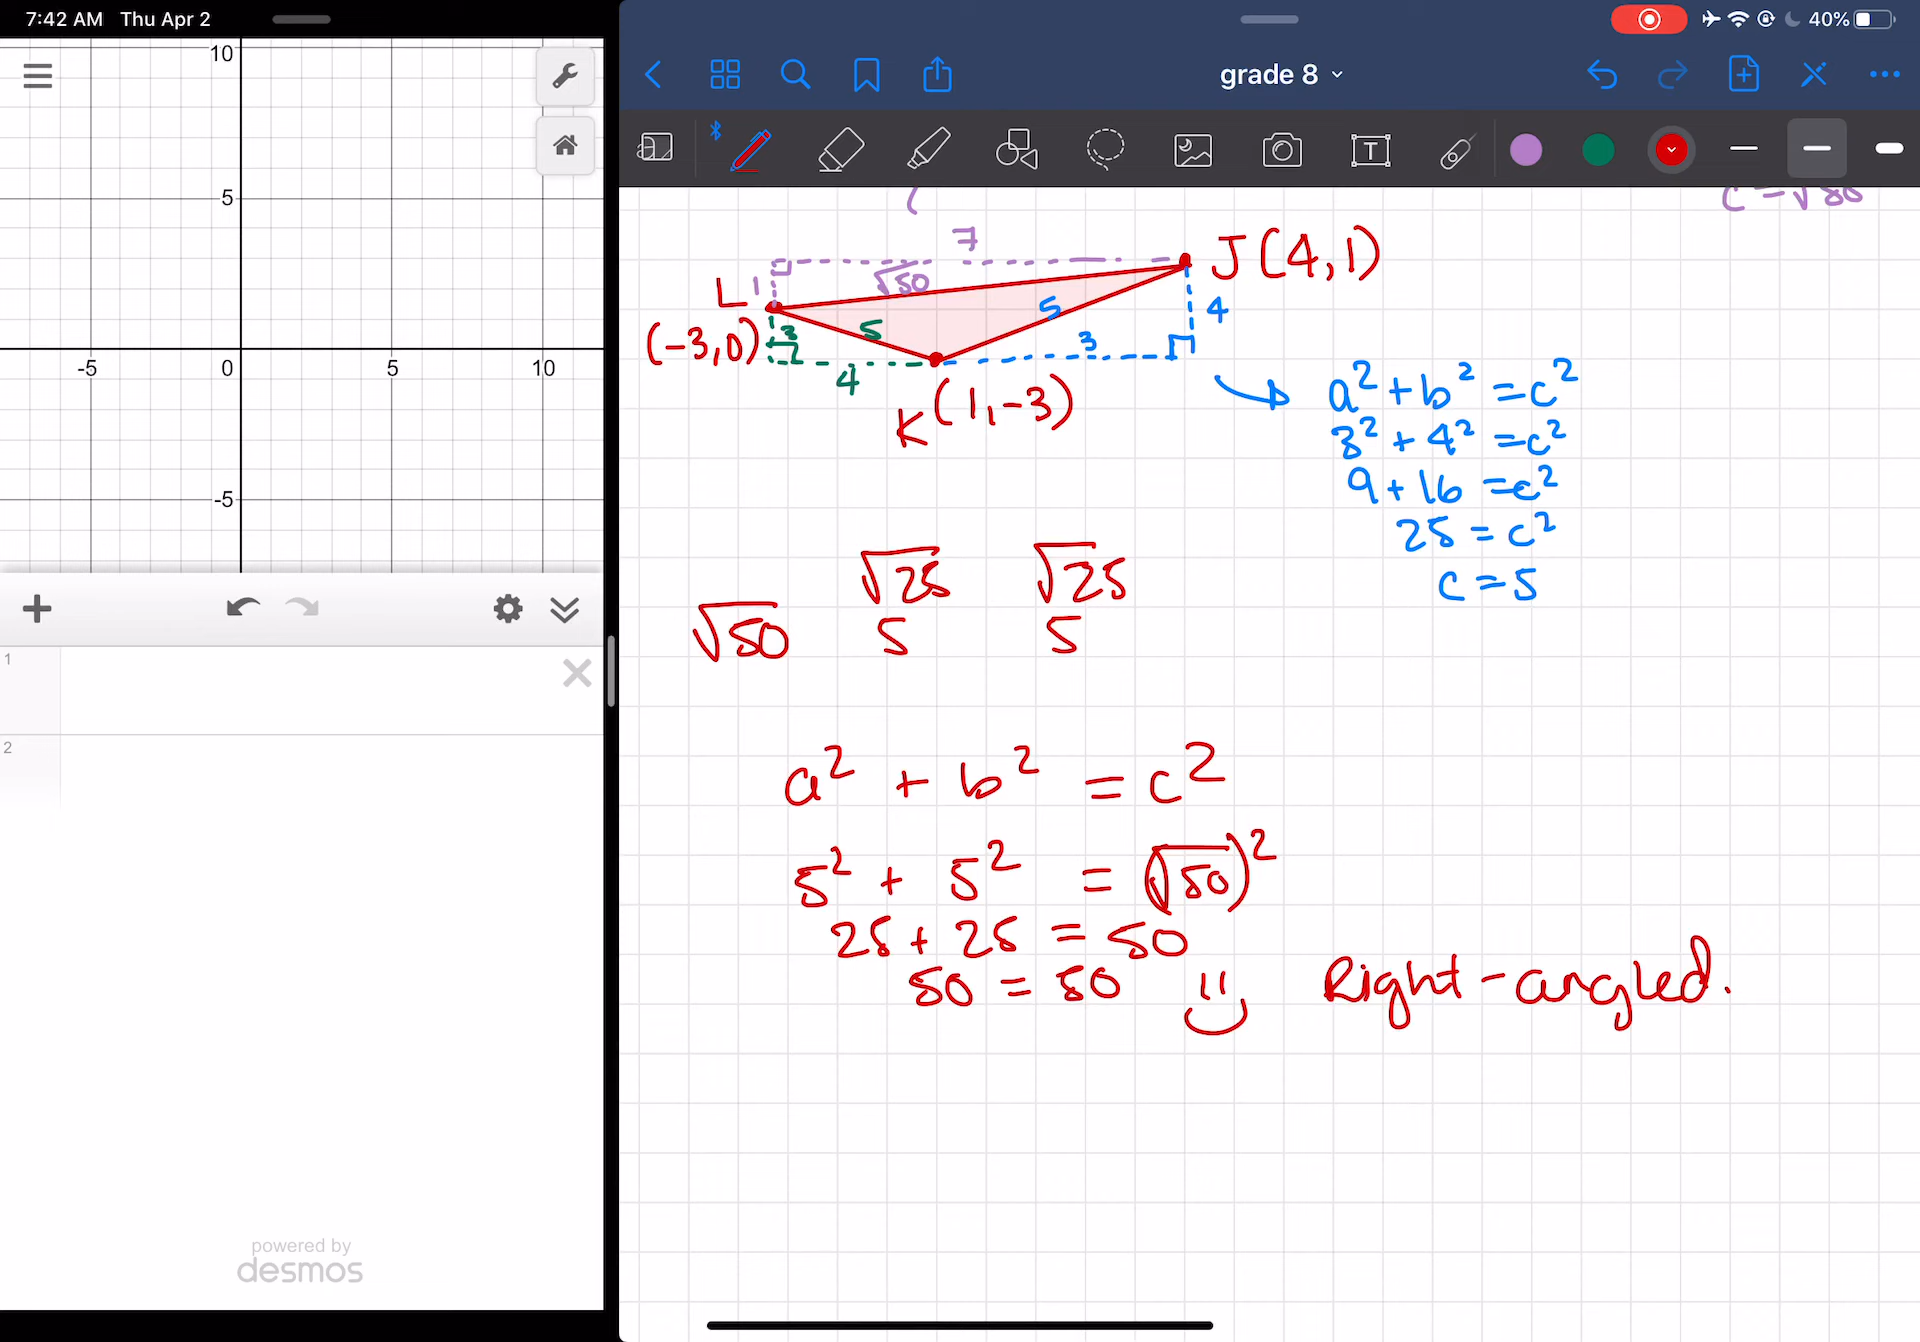 7:42 AM Thu Apr 2
40%
grade 8
10
5
-5
0
5
10
-5
1
2
powered by
desmos
T
c = √50
7
J(4,1)
√50
1
L
(-3,0)
3
5
5
4
3
4
K(1,-3)
a² + b² = c²
3² + 4² = c²
9 + 16 = c²
25 = c²
c = 5
√25 √25
√50 5 5
a² + b² = c²
5² + 5² = (√50)²
25 + 25 = 50
50 = 50
Right-angled.